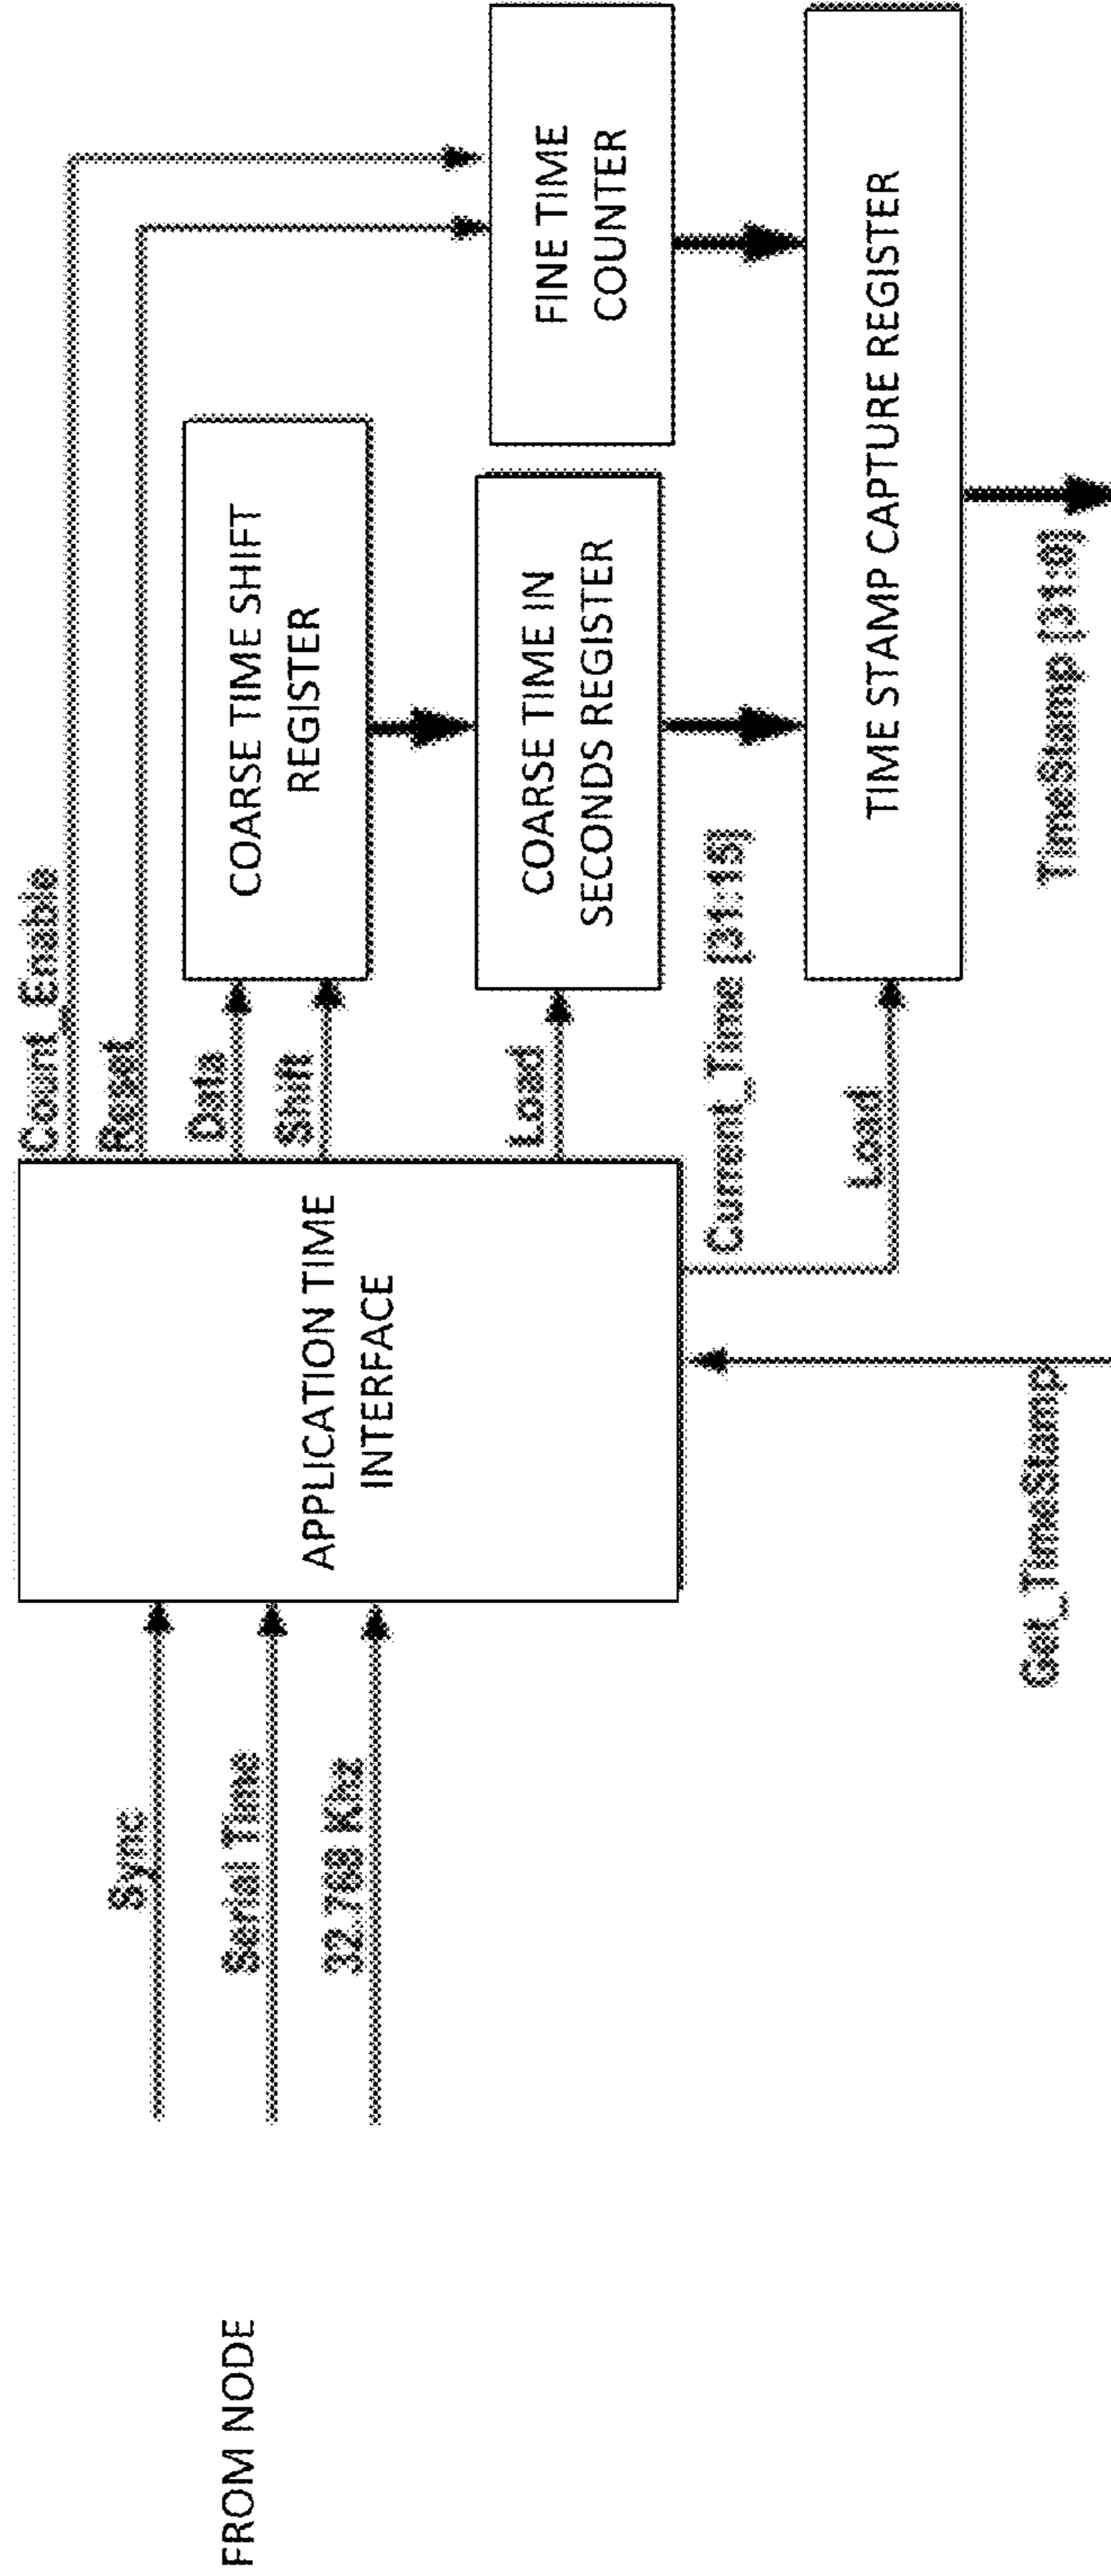 FROM NODE
Sync
Serial Time
32.768 Khz
APPLICATION TIME
INTERFACE
Get_TimeStamp
Count_Enable
Reset
Data
Shift
Load
Current_Time [31:15]
Load
COARSE TIME SHIFT
REGISTER
COARSE TIME IN
SECONDS REGISTER
FINE TIME
COUNTER
TIME STAMP CAPTURE REGISTER
TimeStamp [31:0]